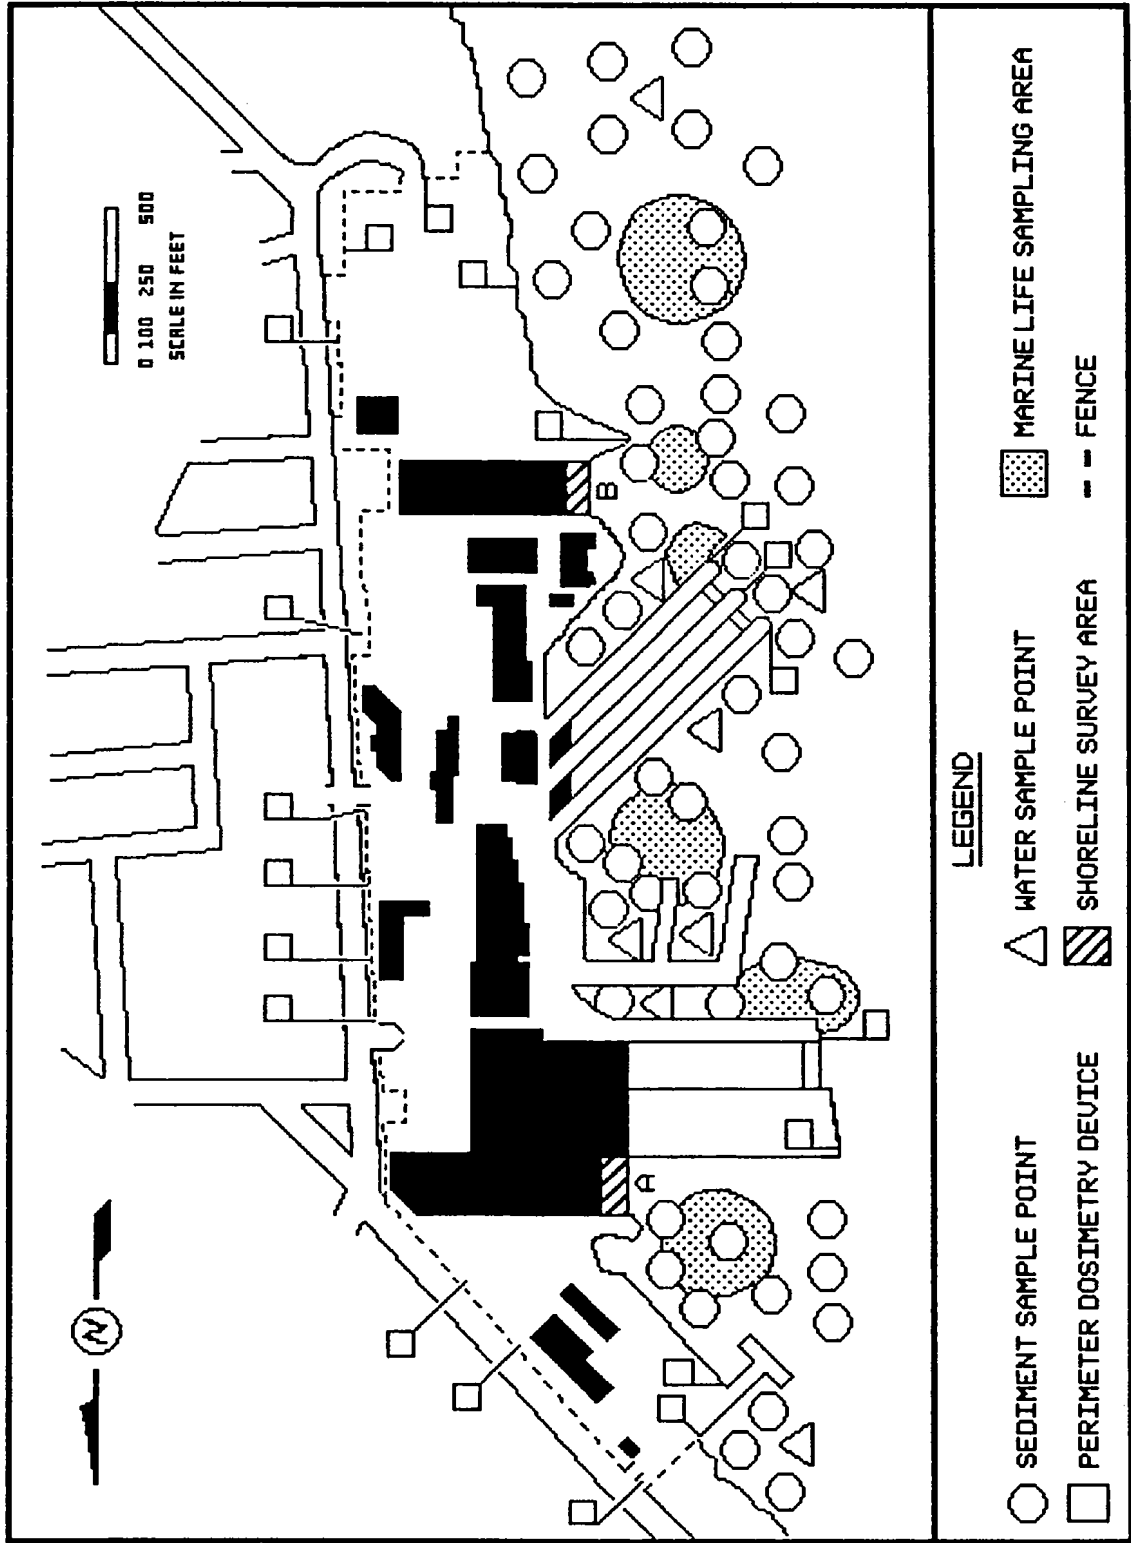 N
0 100 250 500
SCALE IN FEET
A
B
LEGEND
SEDIMENT SAMPLE POINT
WATER SAMPLE POINT
MARINE LIFE SAMPLING AREA
PERIMETER DOSIMETRY DEVICE
SHORELINE SURVEY AREA
FENCE